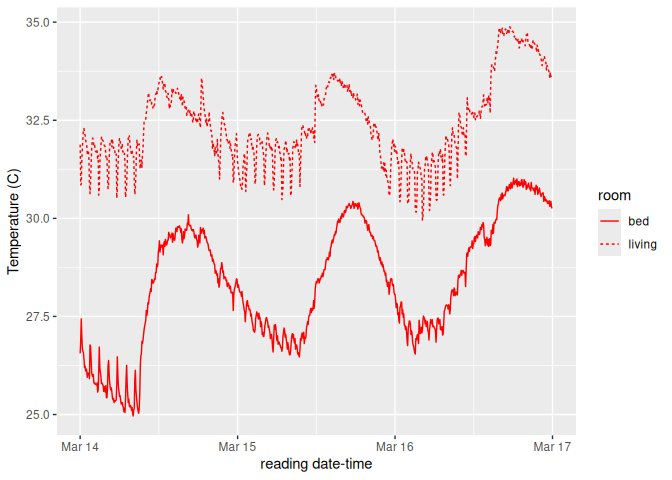 35.0
32.5
30.0
27.5
25.0
Temperature (C)
Mar 14
Mar 15
Mar 16
Mar 17
reading date-time
room
bed
living